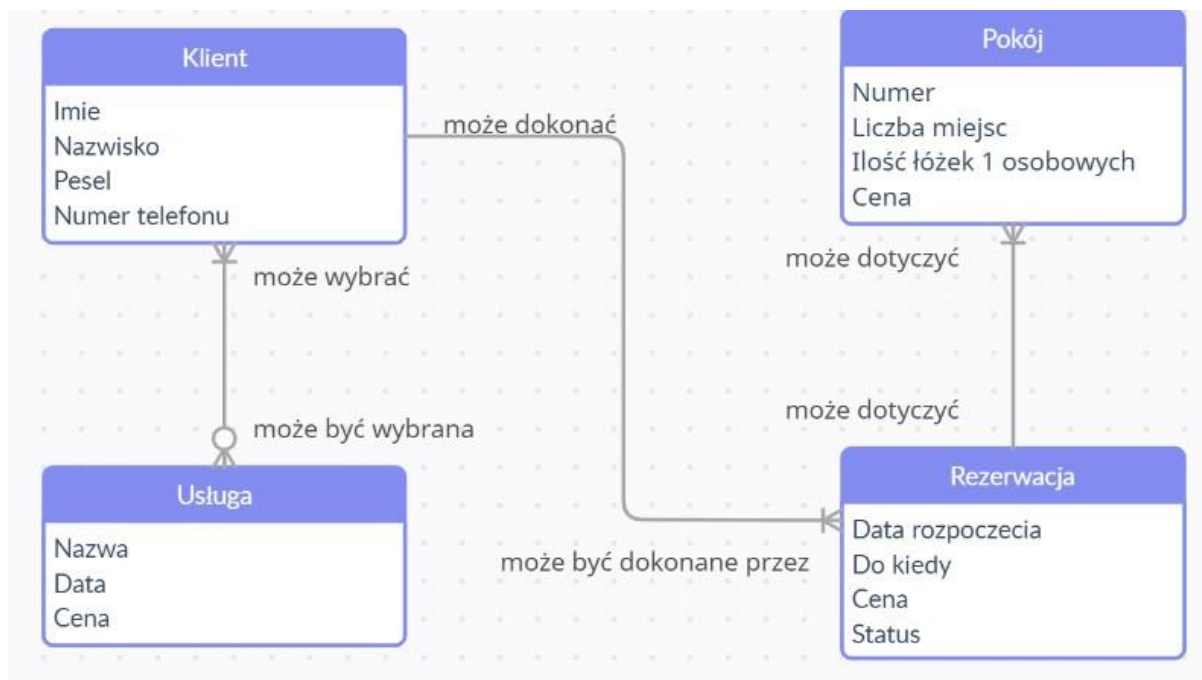 Klient
Imie
Nazwisko
Pesel
Numer telefonu
może dokonać
Pokój
Numer
Liczba miejsc
Ilość łóżek 1 osobowych
Cena
może wybrać
może być wybrana
może dotyczyć
może dotyczyć
Usługa
Nazwa
Data
Cena
może być dokonane przez
Rezerwacja
Data rozpoczecia
Do kiedy
Cena
Status